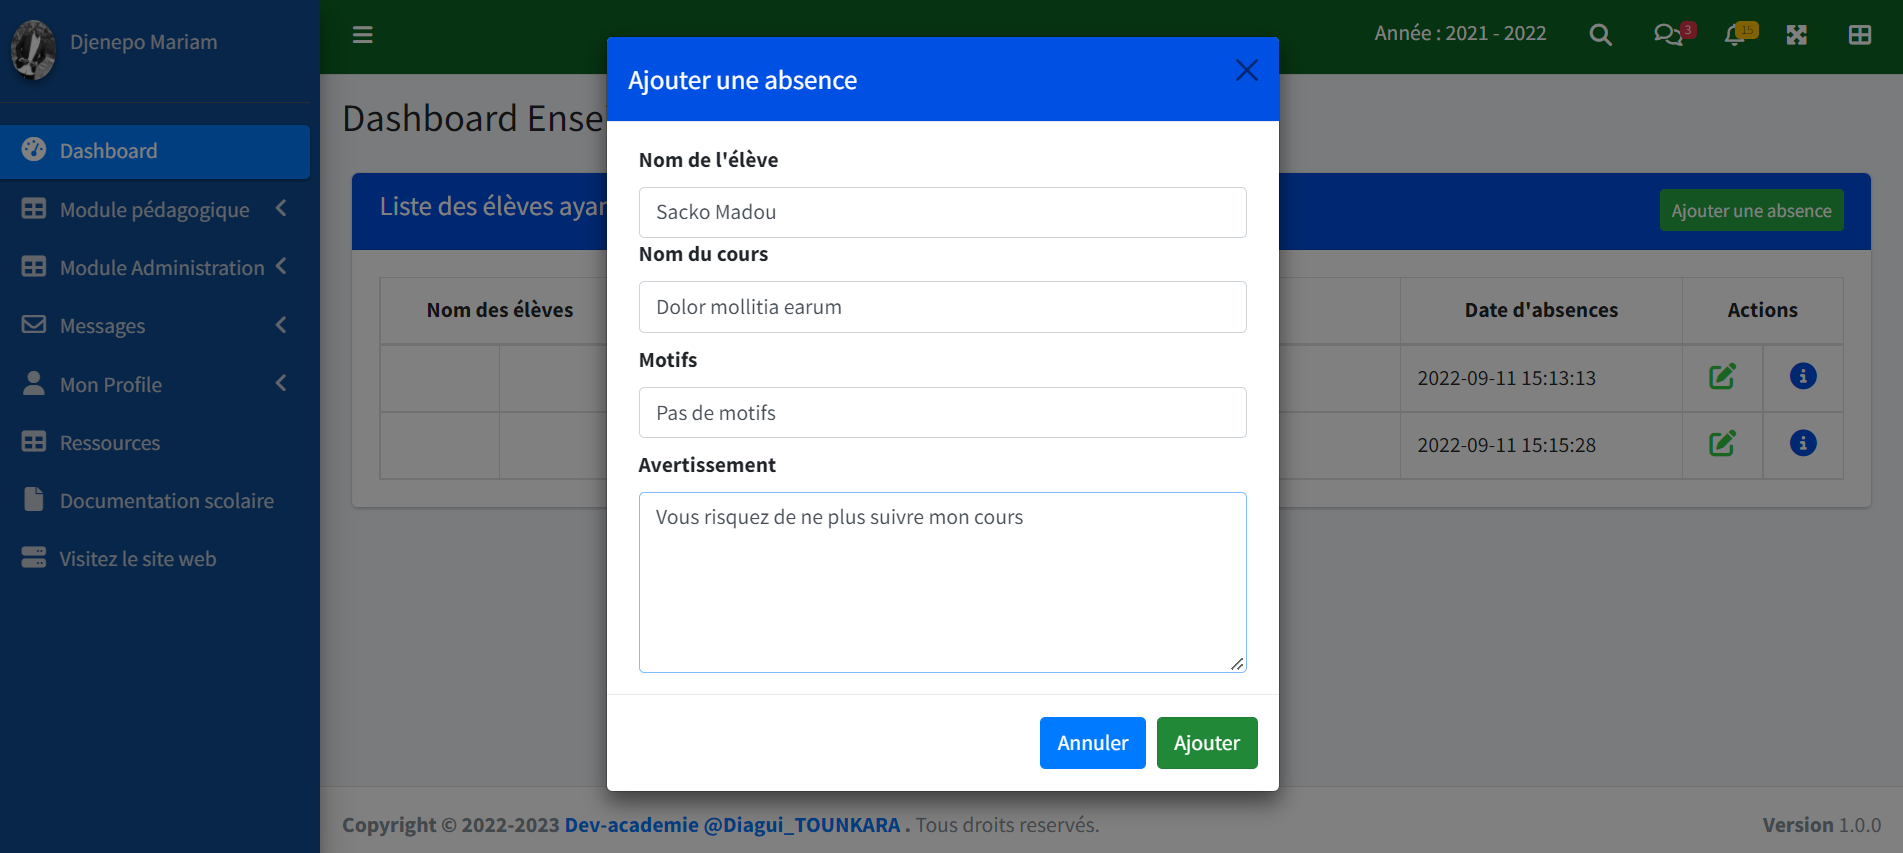 Djenepo Mariam
Dashboard
Module pédagogique
Module Administration
Messages
Mon Profile
Ressources
Documentation scolaire
Visitez le site web
Année : 2021 - 2022
3
15
Dashboard Ensei
Liste des élèves ayan
Ajouter une absence
Nom des élèves
Date d'absences
Actions
2022-09-11 15:13:13
2022-09-11 15:15:28
Ajouter une absence
Nom de l'élève
Sacko Madou
Nom du cours
Dolor mollitia earum
Motifs
Pas de motifs
Avertissement
Vous risquez de ne plus suivre mon cours
Annuler
Ajouter
Copyright © 2022-2023 Dev-academie @Diagui_TOUNKARA . Tous droits reservés.
Version 1.0.0